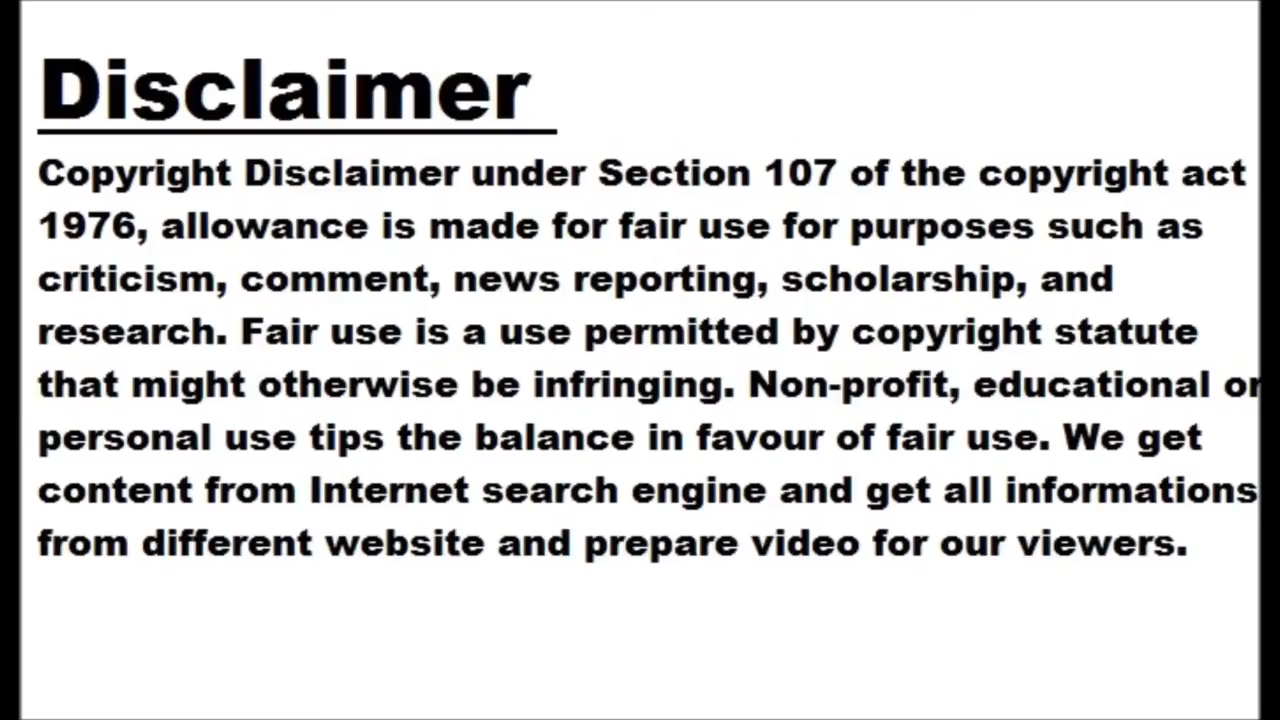 Disclaimer
Copyright Disclaimer under Section 107 of the copyright act
1976, allowance is made for fair use for purposes such as
criticism, comment, news reporting, scholarship, and
research. Fair use is a use permitted by copyright statute
that might otherwise be infringing. Non-profit, educational or
personal use tips the balance in favour of fair use. We get
content from Internet search engine and get all informations
from different website and prepare video for our viewers.